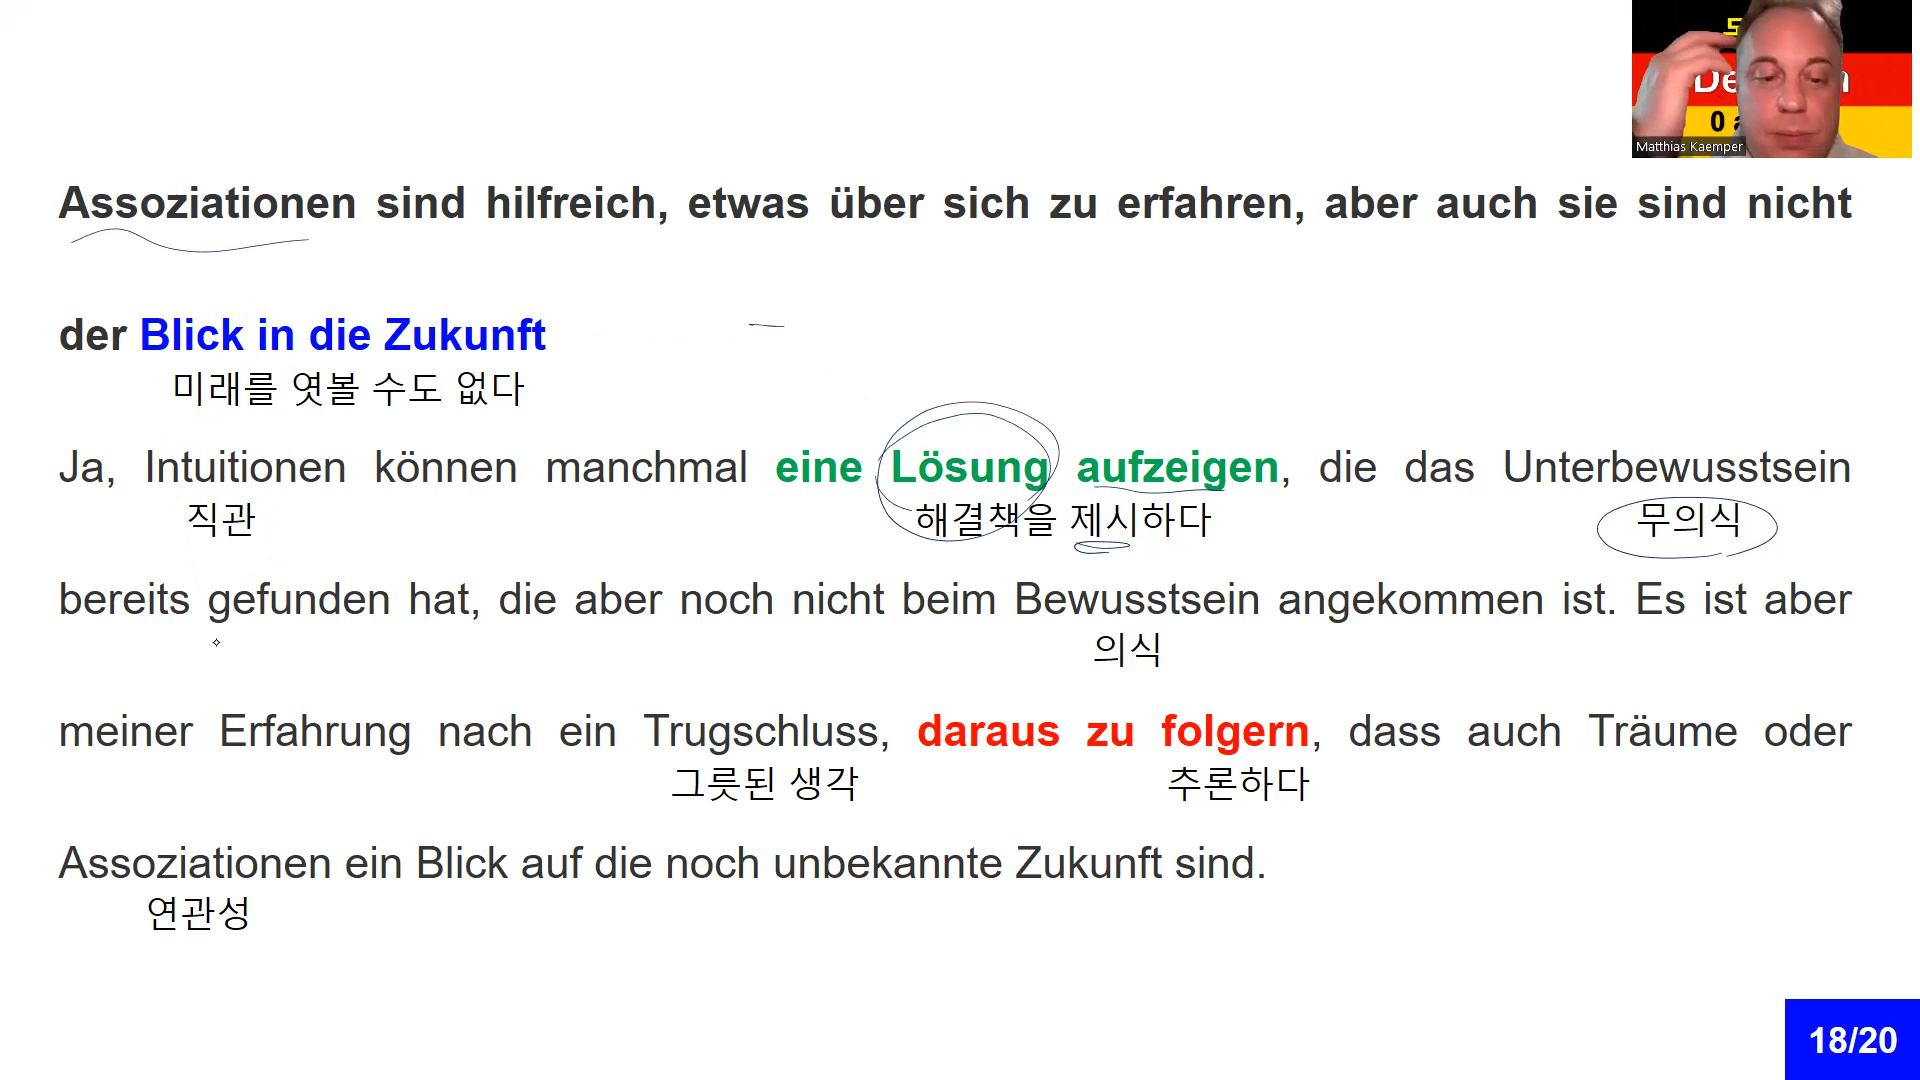 Matthias Kaemper
Assoziationen sind hilfreich, etwas über sich zu erfahren, aber auch sie sind nicht
der Blick in die Zukunft
미래를 엿볼 수도 없다
Ja, Intuitionen können manchmal eine Lösung aufzeigen, die das Unterbewusstsein
직관 해결책을 제시하다 무의식
bereits gefunden hat, die aber noch nicht beim Bewusstsein angekommen ist. Es ist aber
의식
meiner Erfahrung nach ein Trugschluss, daraus zu folgern, dass auch Träume oder
그릇된 생각 추론하다
Assoziationen ein Blick auf die noch unbekannte Zukunft sind.
연관성
18/20